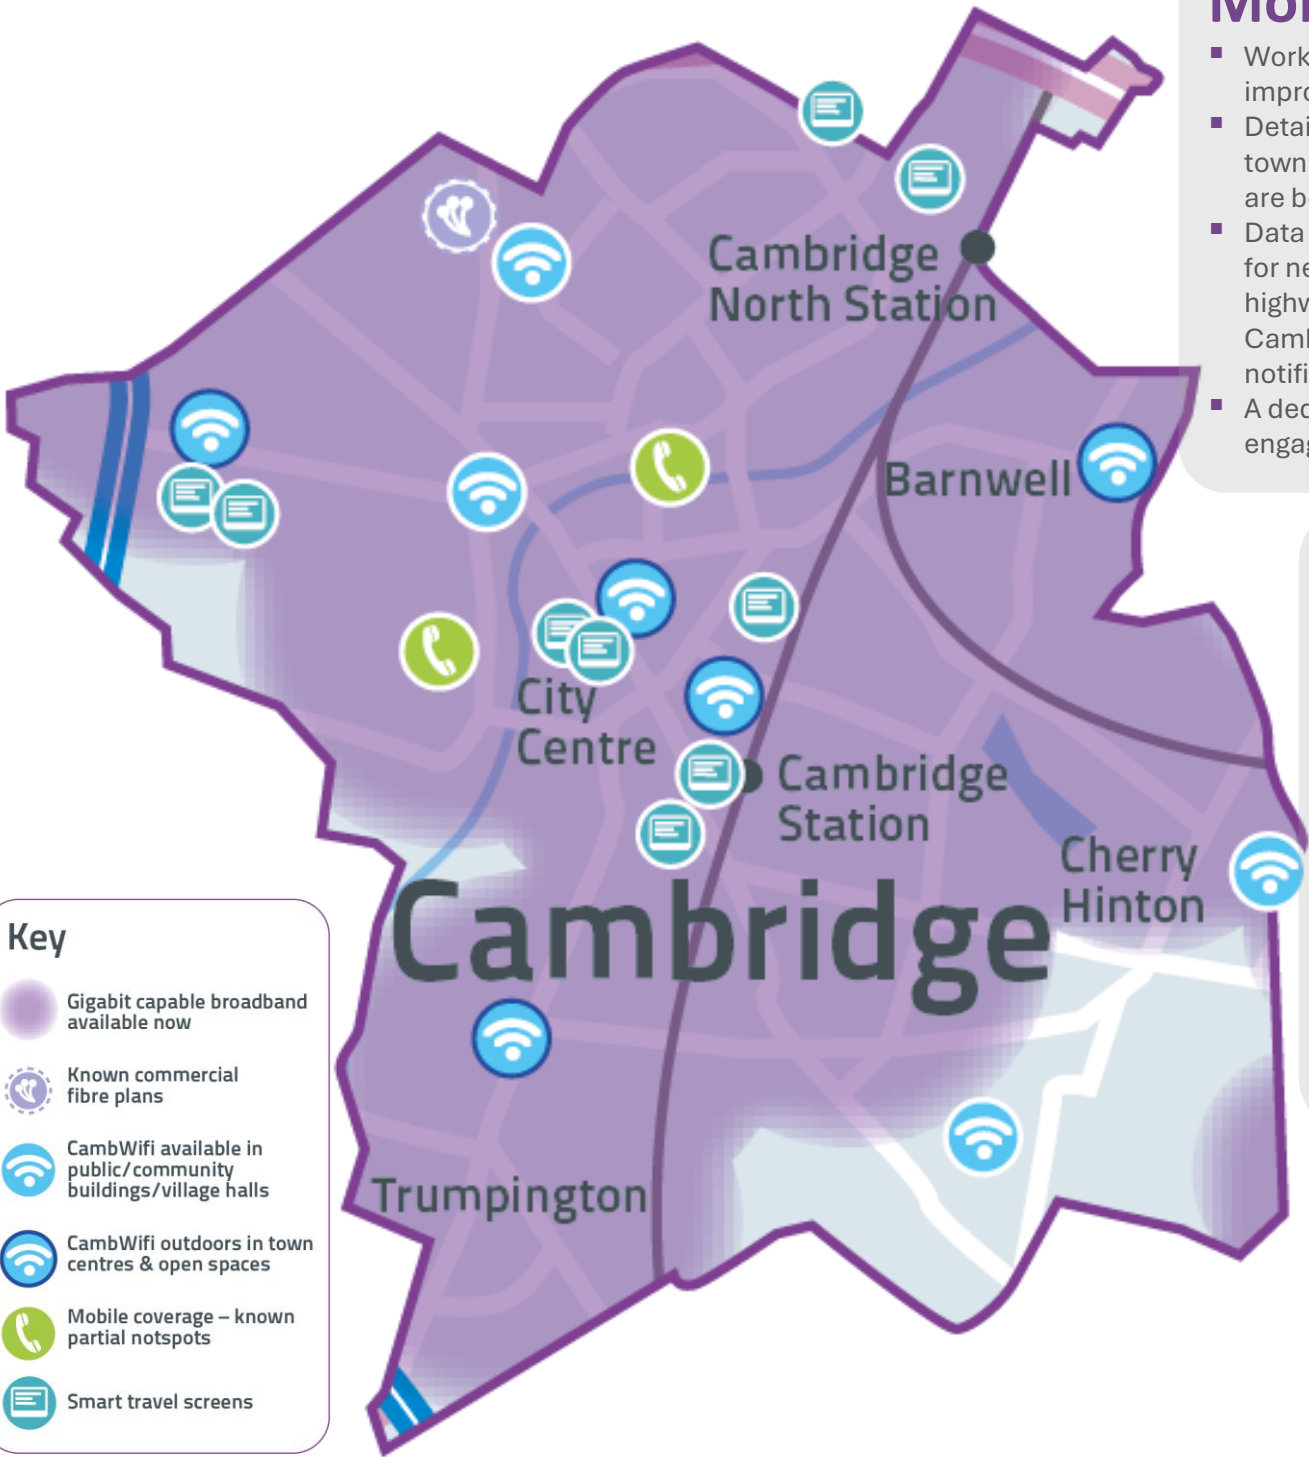 Work
impro
Detai
town
are b
Data
for ne
highw
Caml
notifi
A dec
engag
Cambridge
North Station
Barnwell
City
Centre
Cambridge
Station
Cherry
Hinton
Cambridge
Trumpington
Key
Gigabit capable broadband
available now
Known commercial
fibre plans
CambWifi available in
public/community
buildings/village halls
CambWifi outdoors in town
centres & open spaces
Mobile coverage – known
partial notspots
Smart travel screens